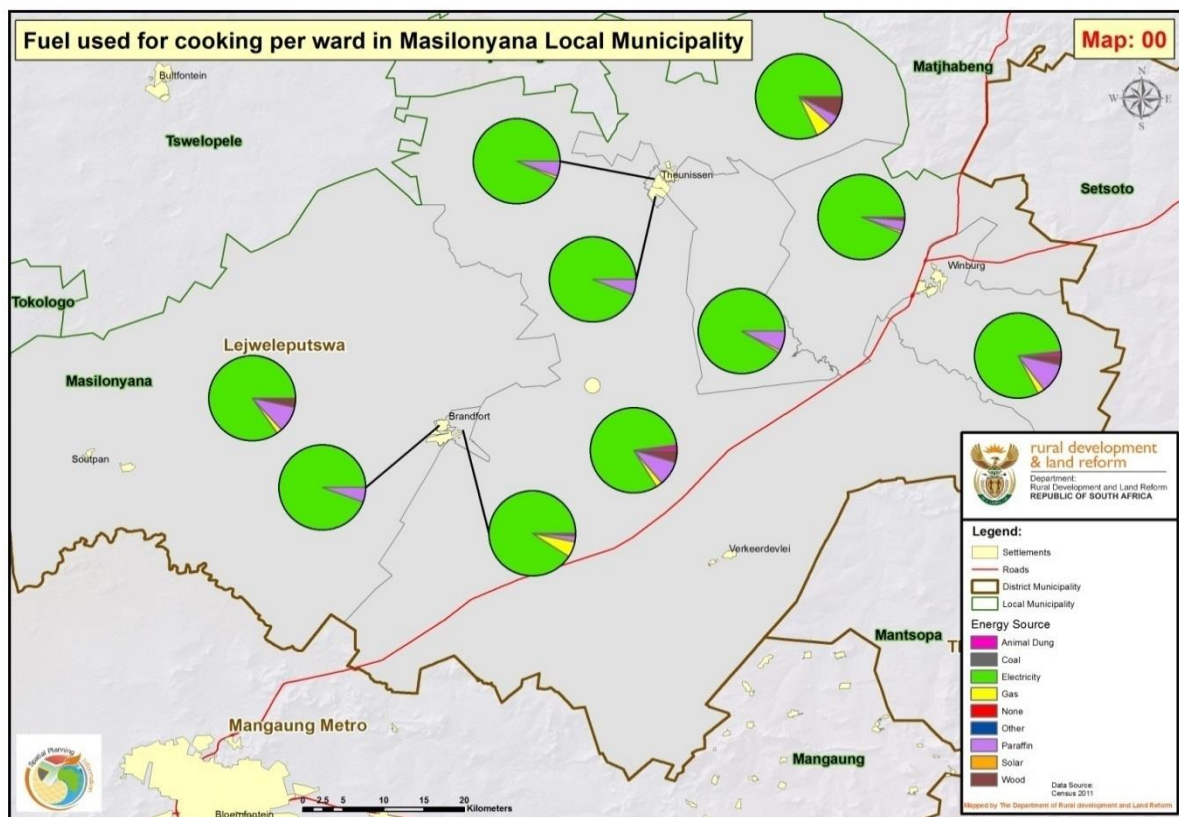 Fuel used for cooking per ward in Masilonyana Local Municipality
Map: 00
Matjhabeng
Bultfontein
N
W
E
S
Tswelopele
Theunissen
Setsoto
Winburg
Tokologo
Lejweleputswa
Masilonyana
Brandfort
Soutpan
Verkeerdevlei
Mantsopa
Mangaung Metro
Mangaung
Bloemfontein
rural development
& land reform
Department:
Rural Development and Land Reform
REPUBLIC OF SOUTH AFRICA
Legend:
Settlements
Roads
District Municipality
Local Municipality
Energy Source
Animal Dung
Coal
Electricity
Gas
None
Other
Paraffin
Solar
Wood
Data Source:
Census 2011
Mapped by The Department of Rural development and Land Reform
Spatial Planning
Information
0 2.5 5 10 15 20
Kilometers